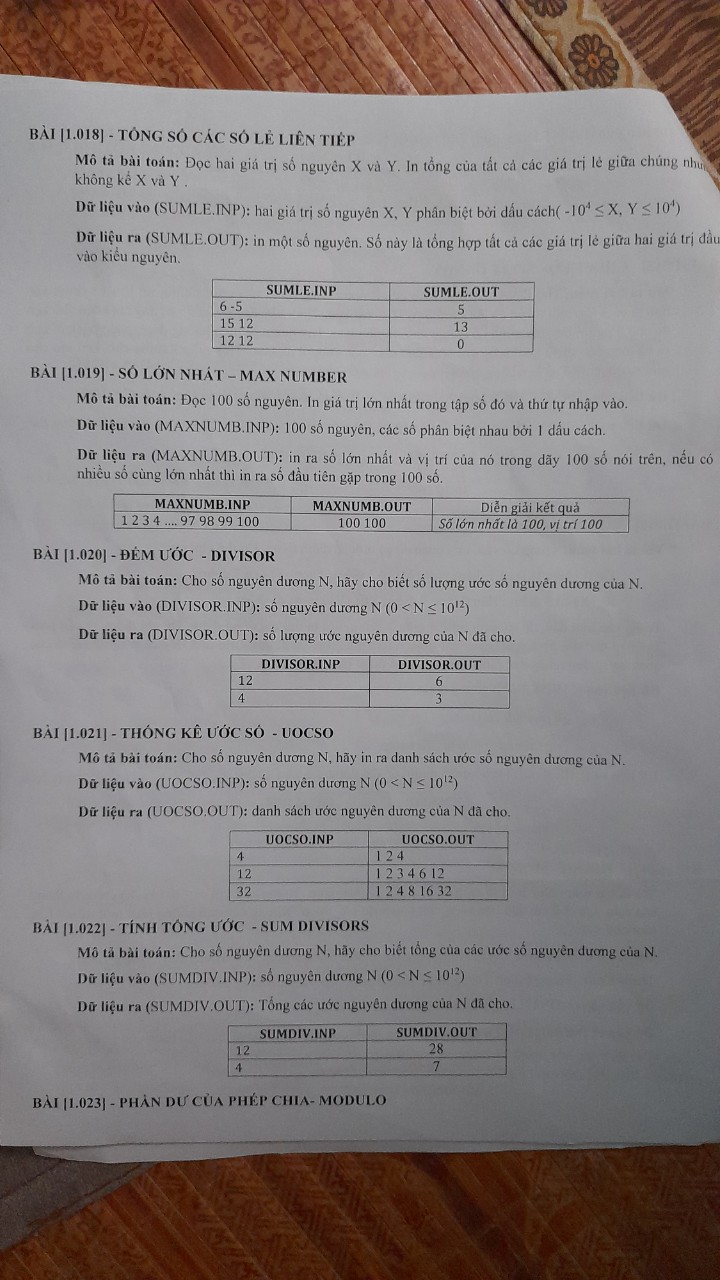 BÀI [1.018] - TỔNG SỐ CÁC SỐ LẺ LIÊN TIẾP
Mô tả bài toán: Đọc hai giá trị số nguyên X và Y. In tổng của tất cả các giá trị lẻ giữa chúng
không kể X và Y .
Dữ liệu vào (SUMLE.INP): hai giá trị số nguyên X, Y phân biệt bởi dấu cách( -10⁴ ≤ X, Y ≤ 10⁴)
Dữ liệu ra (SUMLE.OUT): in một số nguyên. Số này là tổng hợp tất cả các giá trị lẻ giữa hai giá trị đầu
vào kiểu nguyên.
SUMLE.INP SUMLE.OUT
6 -5 5
15 12 13
12 12 0
BÀI [1.019] - SỐ LỚN NHẤT – MAX NUMBER
Mô tả bài toán: Đọc 100 số nguyên. In giá trị lớn nhất trong tập số đó và thứ tự nhập vào.
Dữ liệu vào (MAXNUMB.INP): 100 số nguyên, các số phân biệt nhau bởi 1 dấu cách.
Dữ liệu ra (MAXNUMB.OUT): in ra số lớn nhất và vị trí của nó trong dãy 100 số nói trên, nếu có
nhiều số cùng lớn nhất thì in ra số đầu tiên gặp trong 100 số.
MAXNUMB.INP MAXNUMB.OUT Diễn giải kết quả
1 2 3 4 .... 97 98 99 100 100 100 Số lớn nhất là 100, vị trí 100
BÀI [1.020] - ĐẾM ƯỚC - DIVISOR
Mô tả bài toán: Cho số nguyên dương N, hãy cho biết số lượng ước số nguyên dương của N.
Dữ liệu vào (DIVISOR.INP): số nguyên dương N (0 < N ≤ 10¹²)
Dữ liệu ra (DIVISOR.OUT): số lượng ước nguyên dương của N đã cho.
DIVISOR.INP DIVISOR.OUT
12 6
4 3
BÀI [1.021] - THỐNG KÊ ƯỚC SỐ - UOCSO
Mô tả bài toán: Cho số nguyên dương N, hãy in ra danh sách ước số nguyên dương của N.
Dữ liệu vào (UOCSO.INP): số nguyên dương N (0 < N ≤ 10¹²)
Dữ liệu ra (UOCSO.OUT): danh sách ước nguyên dương của N đã cho.
UOCSO.INP UOCSO.OUT
4 1 2 4
12 1 2 3 4 6 12
32 1 2 4 8 16 32
BÀI [1.022] - TÍNH TỔNG ƯỚC - SUM DIVISORS
Mô tả bài toán: Cho số nguyên dương N, hãy cho biết tổng của các ước số nguyên dương của N.
Dữ liệu vào (SUMDIV.INP): số nguyên dương N (0 < N ≤ 10¹²)
Dữ liệu ra (SUMDIV.OUT): Tổng các ước nguyên dương của N đã cho.
SUMDIV.INP SUMDIV.OUT
12 28
4 7
BÀI [1.023] - PHẦN DƯ CỦA PHÉP CHIA- MODULO